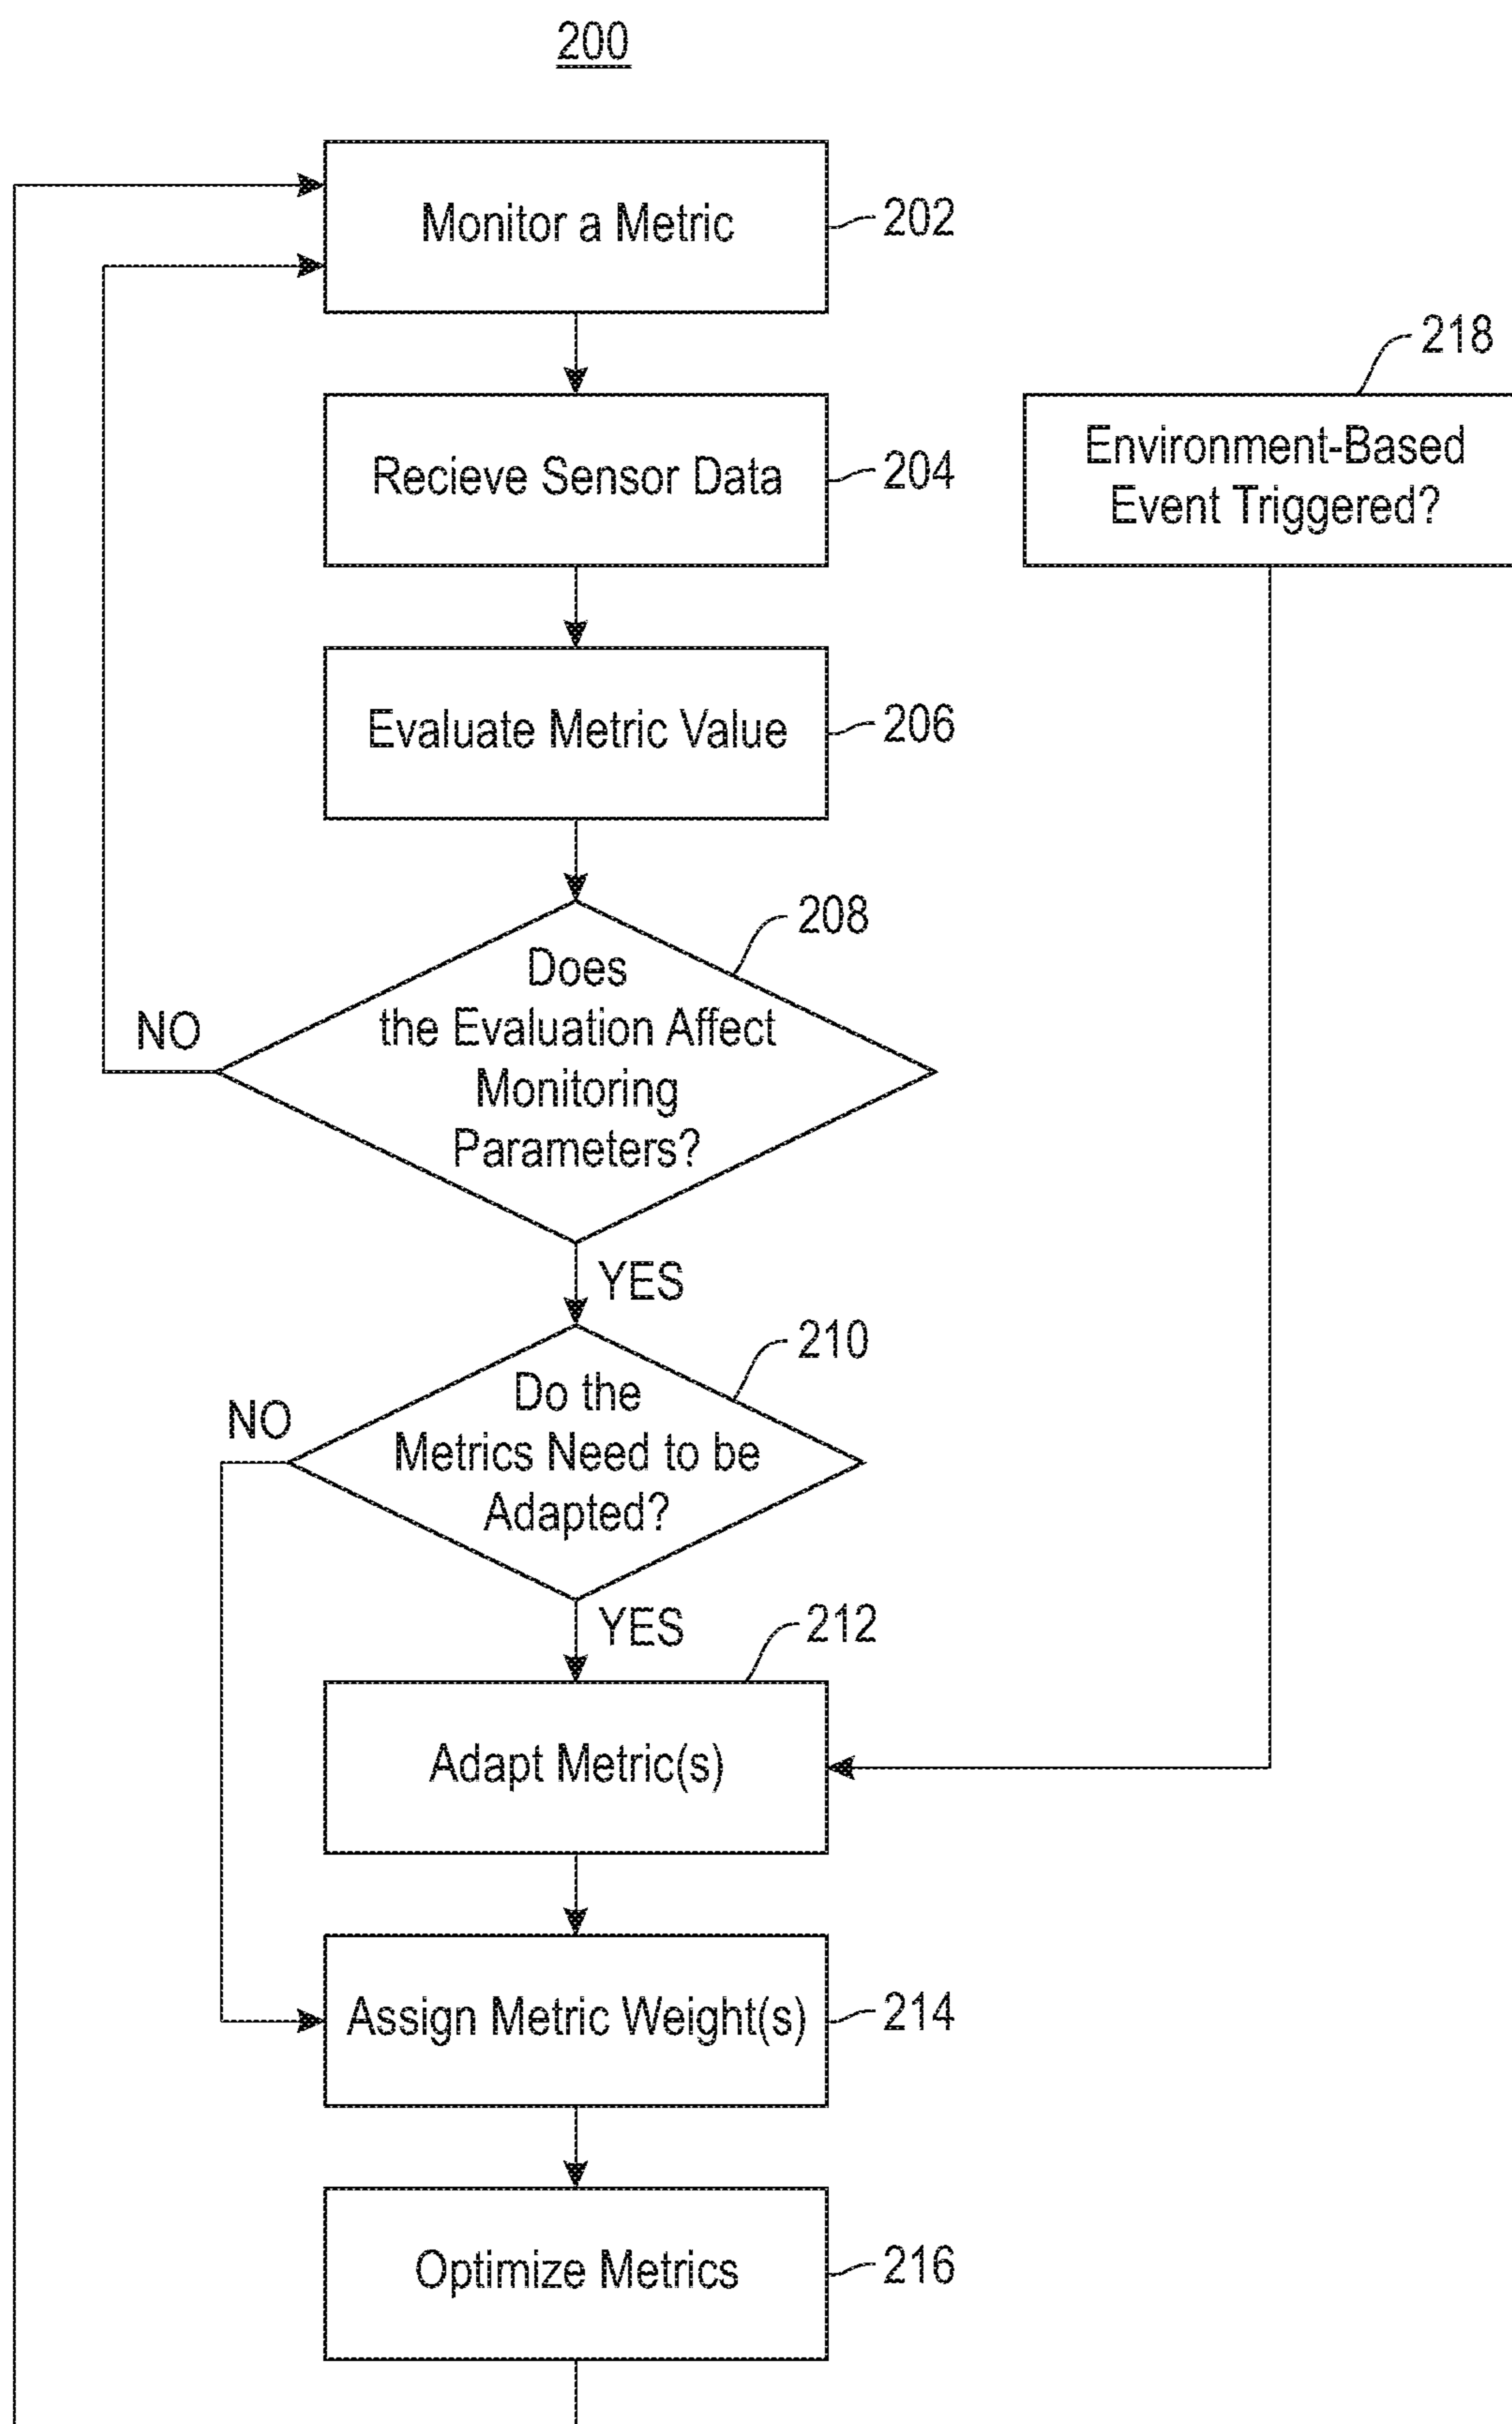 200
Monitor a Metric
202
218
Recieve Sensor Data
204
Environment-Based
Event Triggered?
Evaluate Metric Value
206
208
Does
the Evaluation Affect
Monitoring
Parameters?
NO
YES
210
Do the
Metrics Need to be
Adapted?
NO
YES
212
Adapt Metric(s)
Assign Metric Weight(s)
214
Optimize Metrics
216